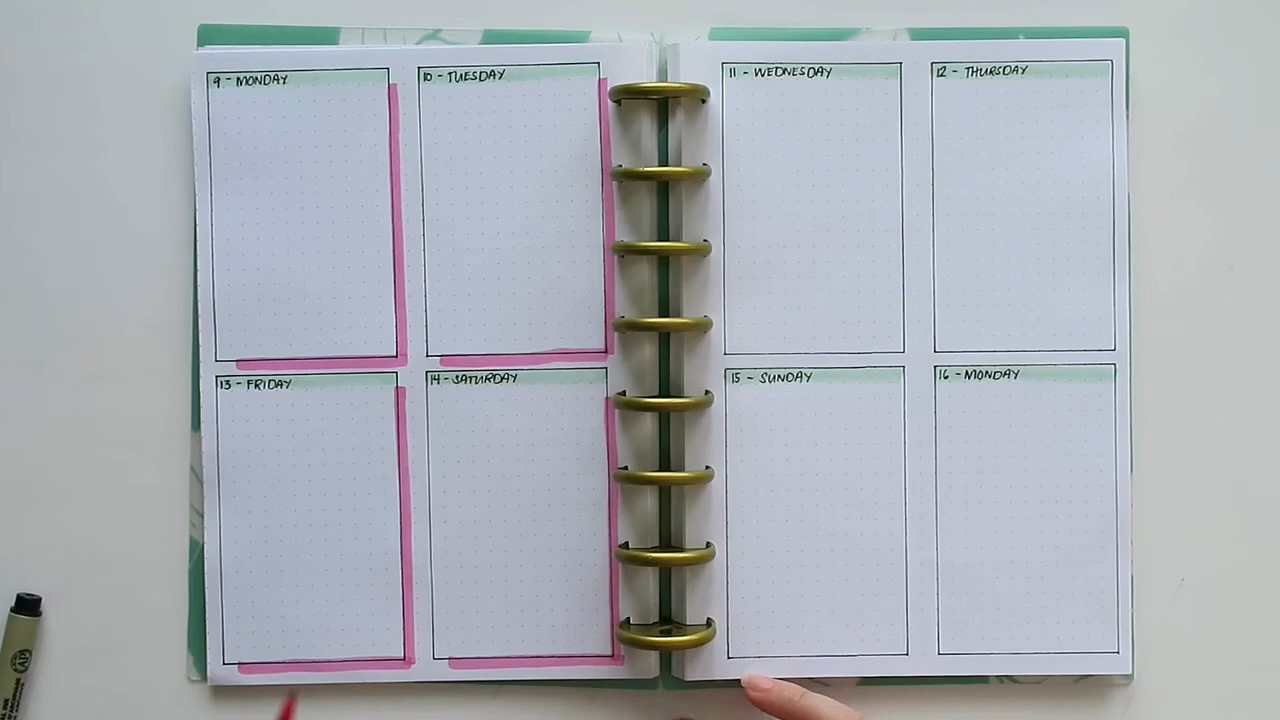 9 - MONDAY
10 - TUESDAY
11 - WEDNESDAY
12 - THURSDAY
13 - FRIDAY
14 - SATURDAY
15 - SUNDAY
16 - MONDAY